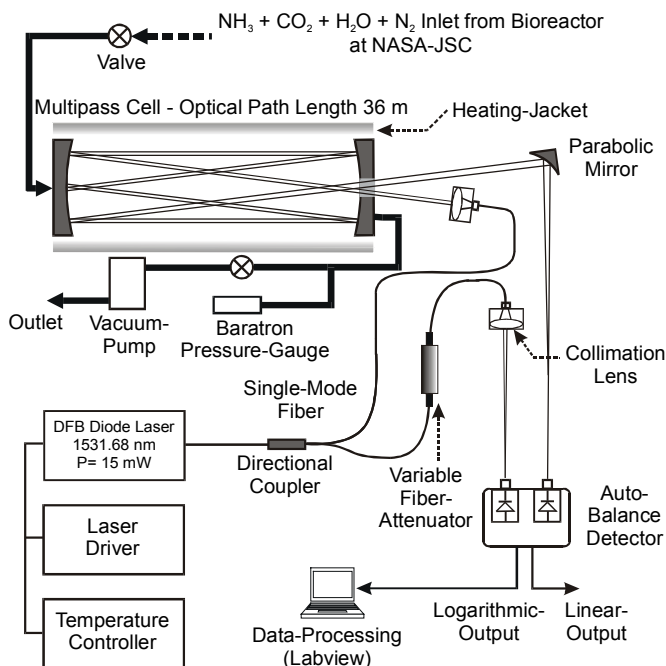 NH₃ + CO₂ + H₂O + N₂ Inlet from Bioreactor
at NASA-JSC
Valve
Multipass Cell - Optical Path Length 36 m
Heating-Jacket
Parabolic
Mirror
Outlet
Vacuum-
Pump
Baratron
Pressure-Gauge
Collimation
Lens
Single-Mode
Fiber
DFB Diode Laser
1531.68 nm
P= 15 mW
Directional
Coupler
Variable
Fiber-
Attenuator
Auto-
Balance
Detector
Laser
Driver
Temperature
Controller
Data-Processing
(Labview)
Logarithmic-
Output
Linear-
Output